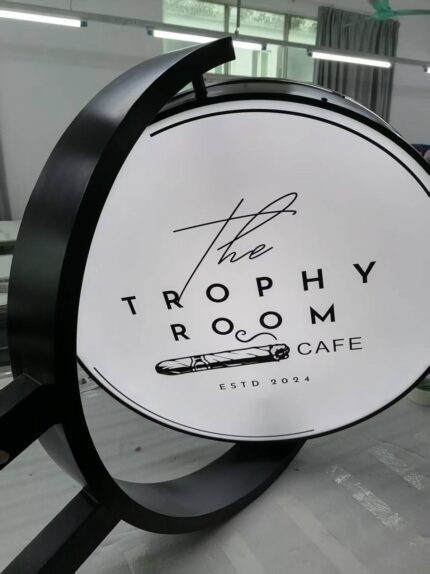 The
TROPHY
ROOM
CAFE
ESTD 2024